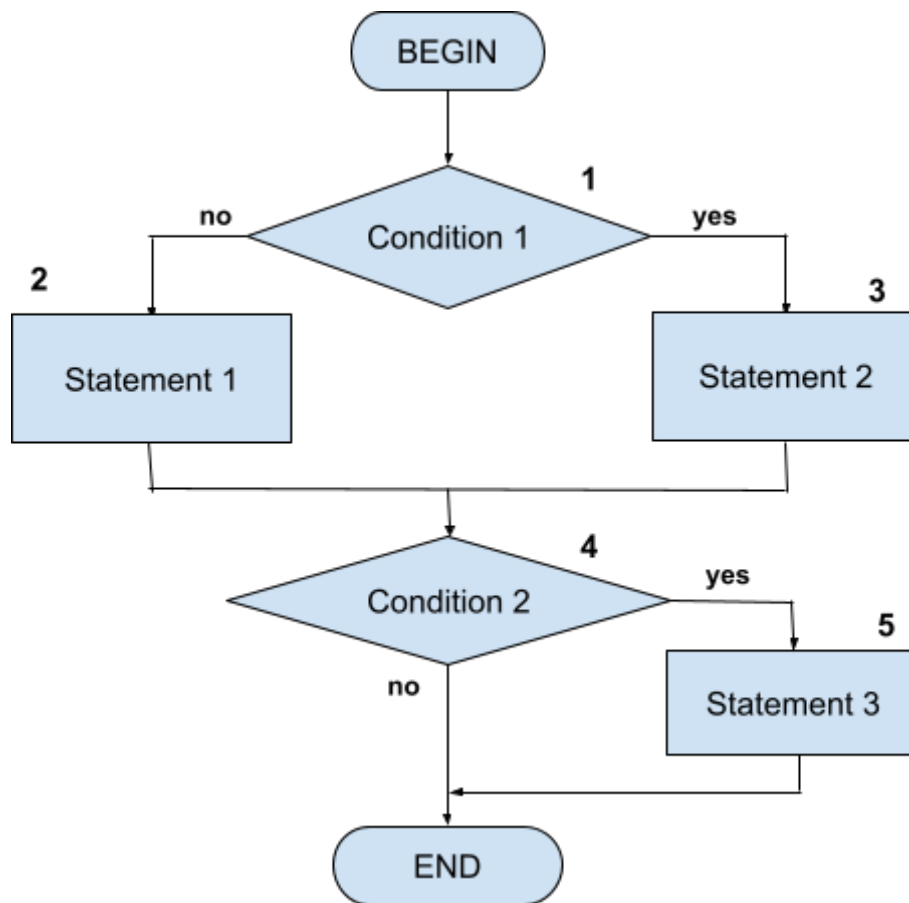 BEGIN
1
Condition 1
no
yes
2
3
Statement 1
Statement 2
4
Condition 2
yes
no
5
Statement 3
END